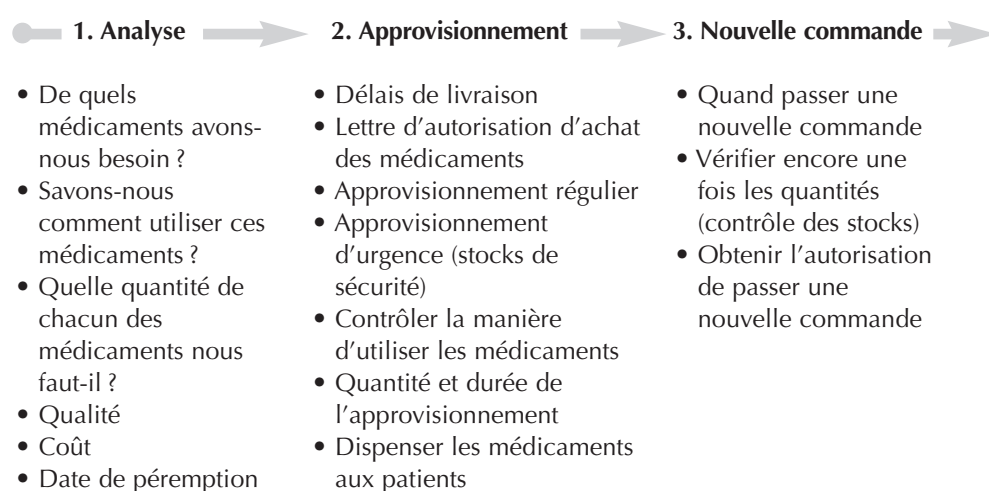 1. Analyse
2. Approvisionnement
3. Nouvelle commande
• De quels
médicaments avons-
nous besoin ?
• Savons-nous
comment utiliser ces
médicaments ?
• Quelle quantité de
chacun des
médicaments nous
faut-il ?
• Qualité
• Coût
• Date de péremption
• Délais de livraison
• Lettre d’autorisation d’achat
des médicaments
• Approvisionnement régulier
• Approvisionnement
d’urgence (stocks de
sécurité)
• Contrôler la manière
d’utiliser les médicaments
• Quantité et durée de
l’approvisionnement
• Dispenser les médicaments
aux patients
• Quand passer une
nouvelle commande
• Vérifier encore une
fois les quantités
(contrôle des stocks)
• Obtenir l’autorisation
de passer une
nouvelle commande